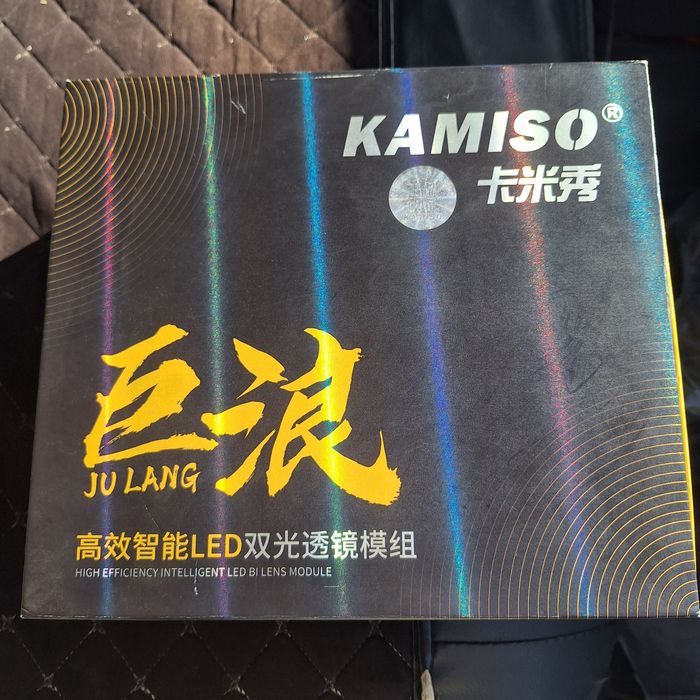 KAMISO®
卡米秀
巨浪
JU LANG
高效智能LED双光透镜模组
HIGH EFFICIENCY INTELLIGENT LED BI LENS MODULE